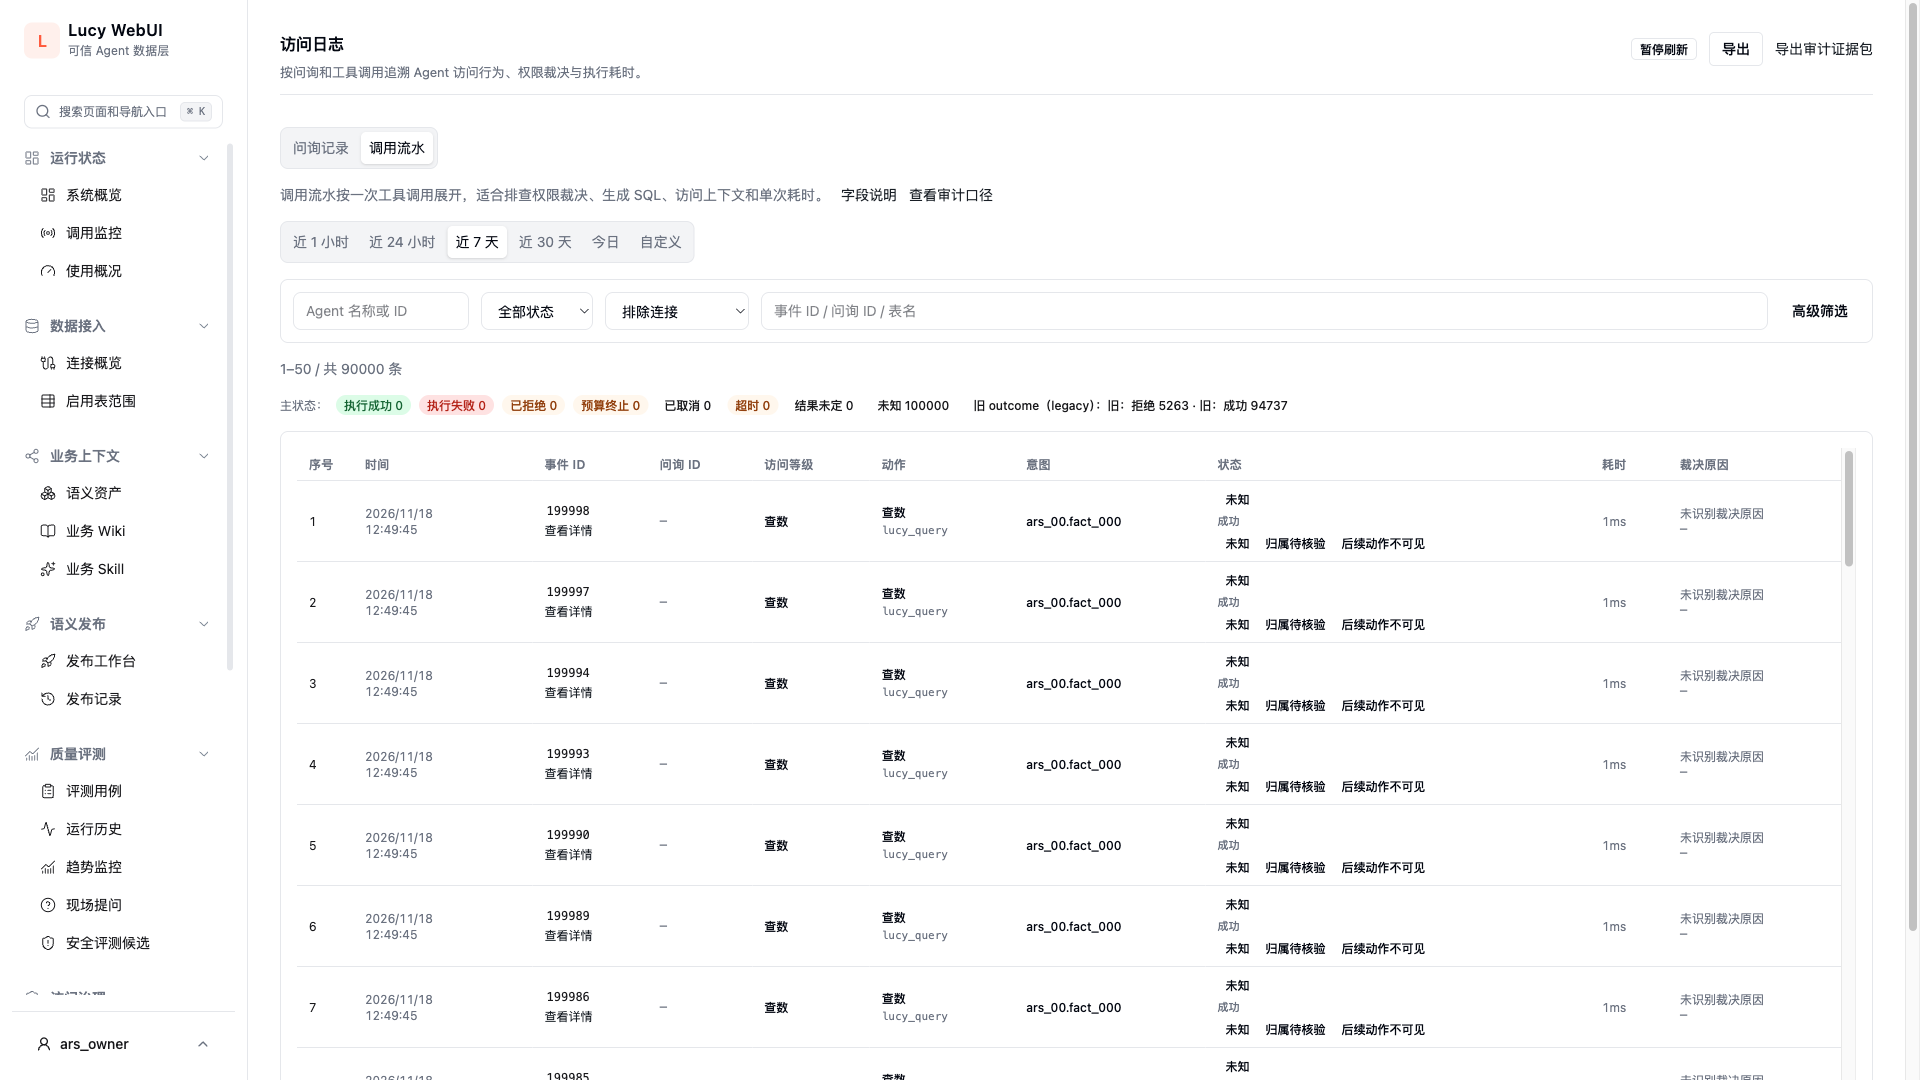 L
Lucy WebUI
可信 Agent 数据层
搜索页面和导航入口 ⌘ K
运行状态
系统概览
调用监控
使用概况
数据接入
连接概览
启用表范围
业务上下文
语义资产
业务 Wiki
业务 Skill
语义发布
发布工作台
发布记录
质量评测
评测用例
运行历史
趋势监控
现场提问
安全评测候选
ars_owner
访问日志
按问询和工具调用追溯 Agent 访问行为、权限裁决与执行耗时。
暂停刷新 导出 导出审计证据包
问询记录 调用流水
调用流水按一次工具调用展开，适合排查权限裁决、生成 SQL、访问上下文和单次耗时。 字段说明 查看审计口径
近 1 小时 近 24 小时 近 7 天 近 30 天 今日 自定义
Agent 名称或 ID 全部状态 排除连接 事件 ID / 问询 ID / 表名 高级筛选
1–50 / 共 90000 条
主状态： 执行成功 0 执行失败 0 已拒绝 0 预算终止 0 已取消 0 超时 0 结果未定 0 未知 100000 旧 outcome（legacy）：旧：拒绝 5263 · 旧：成功 94737
序号 时间 事件 ID 问询 ID 访问等级 动作 意图 状态 耗时 裁决原因
1 2026/11/18 12:49:45 199998 查看详情 — 查数 查数 lucy_query ars_00.fact_000 未知 成功 未知 归属待核验 后续动作不可见 1ms 未识别裁决原因 —
2 2026/11/18 12:49:45 199997 查看详情 — 查数 查数 lucy_query ars_00.fact_000 未知 成功 未知 归属待核验 后续动作不可见 1ms 未识别裁决原因 —
3 2026/11/18 12:49:45 199994 查看详情 — 查数 查数 lucy_query ars_00.fact_000 未知 成功 未知 归属待核验 后续动作不可见 1ms 未识别裁决原因 —
4 2026/11/18 12:49:45 199993 查看详情 — 查数 查数 lucy_query ars_00.fact_000 未知 成功 未知 归属待核验 后续动作不可见 1ms 未识别裁决原因 —
5 2026/11/18 12:49:45 199990 查看详情 — 查数 查数 lucy_query ars_00.fact_000 未知 成功 未知 归属待核验 后续动作不可见 1ms 未识别裁决原因 —
6 2026/11/18 12:49:45 199989 查看详情 — 查数 查数 lucy_query ars_00.fact_000 未知 成功 未知 归属待核验 后续动作不可见 1ms 未识别裁决原因 —
7 2026/11/18 12:49:45 199986 查看详情 — 查数 查数 lucy_query ars_00.fact_000 未知 成功 未知 归属待核验 后续动作不可见 1ms 未识别裁决原因 —
199985 未知